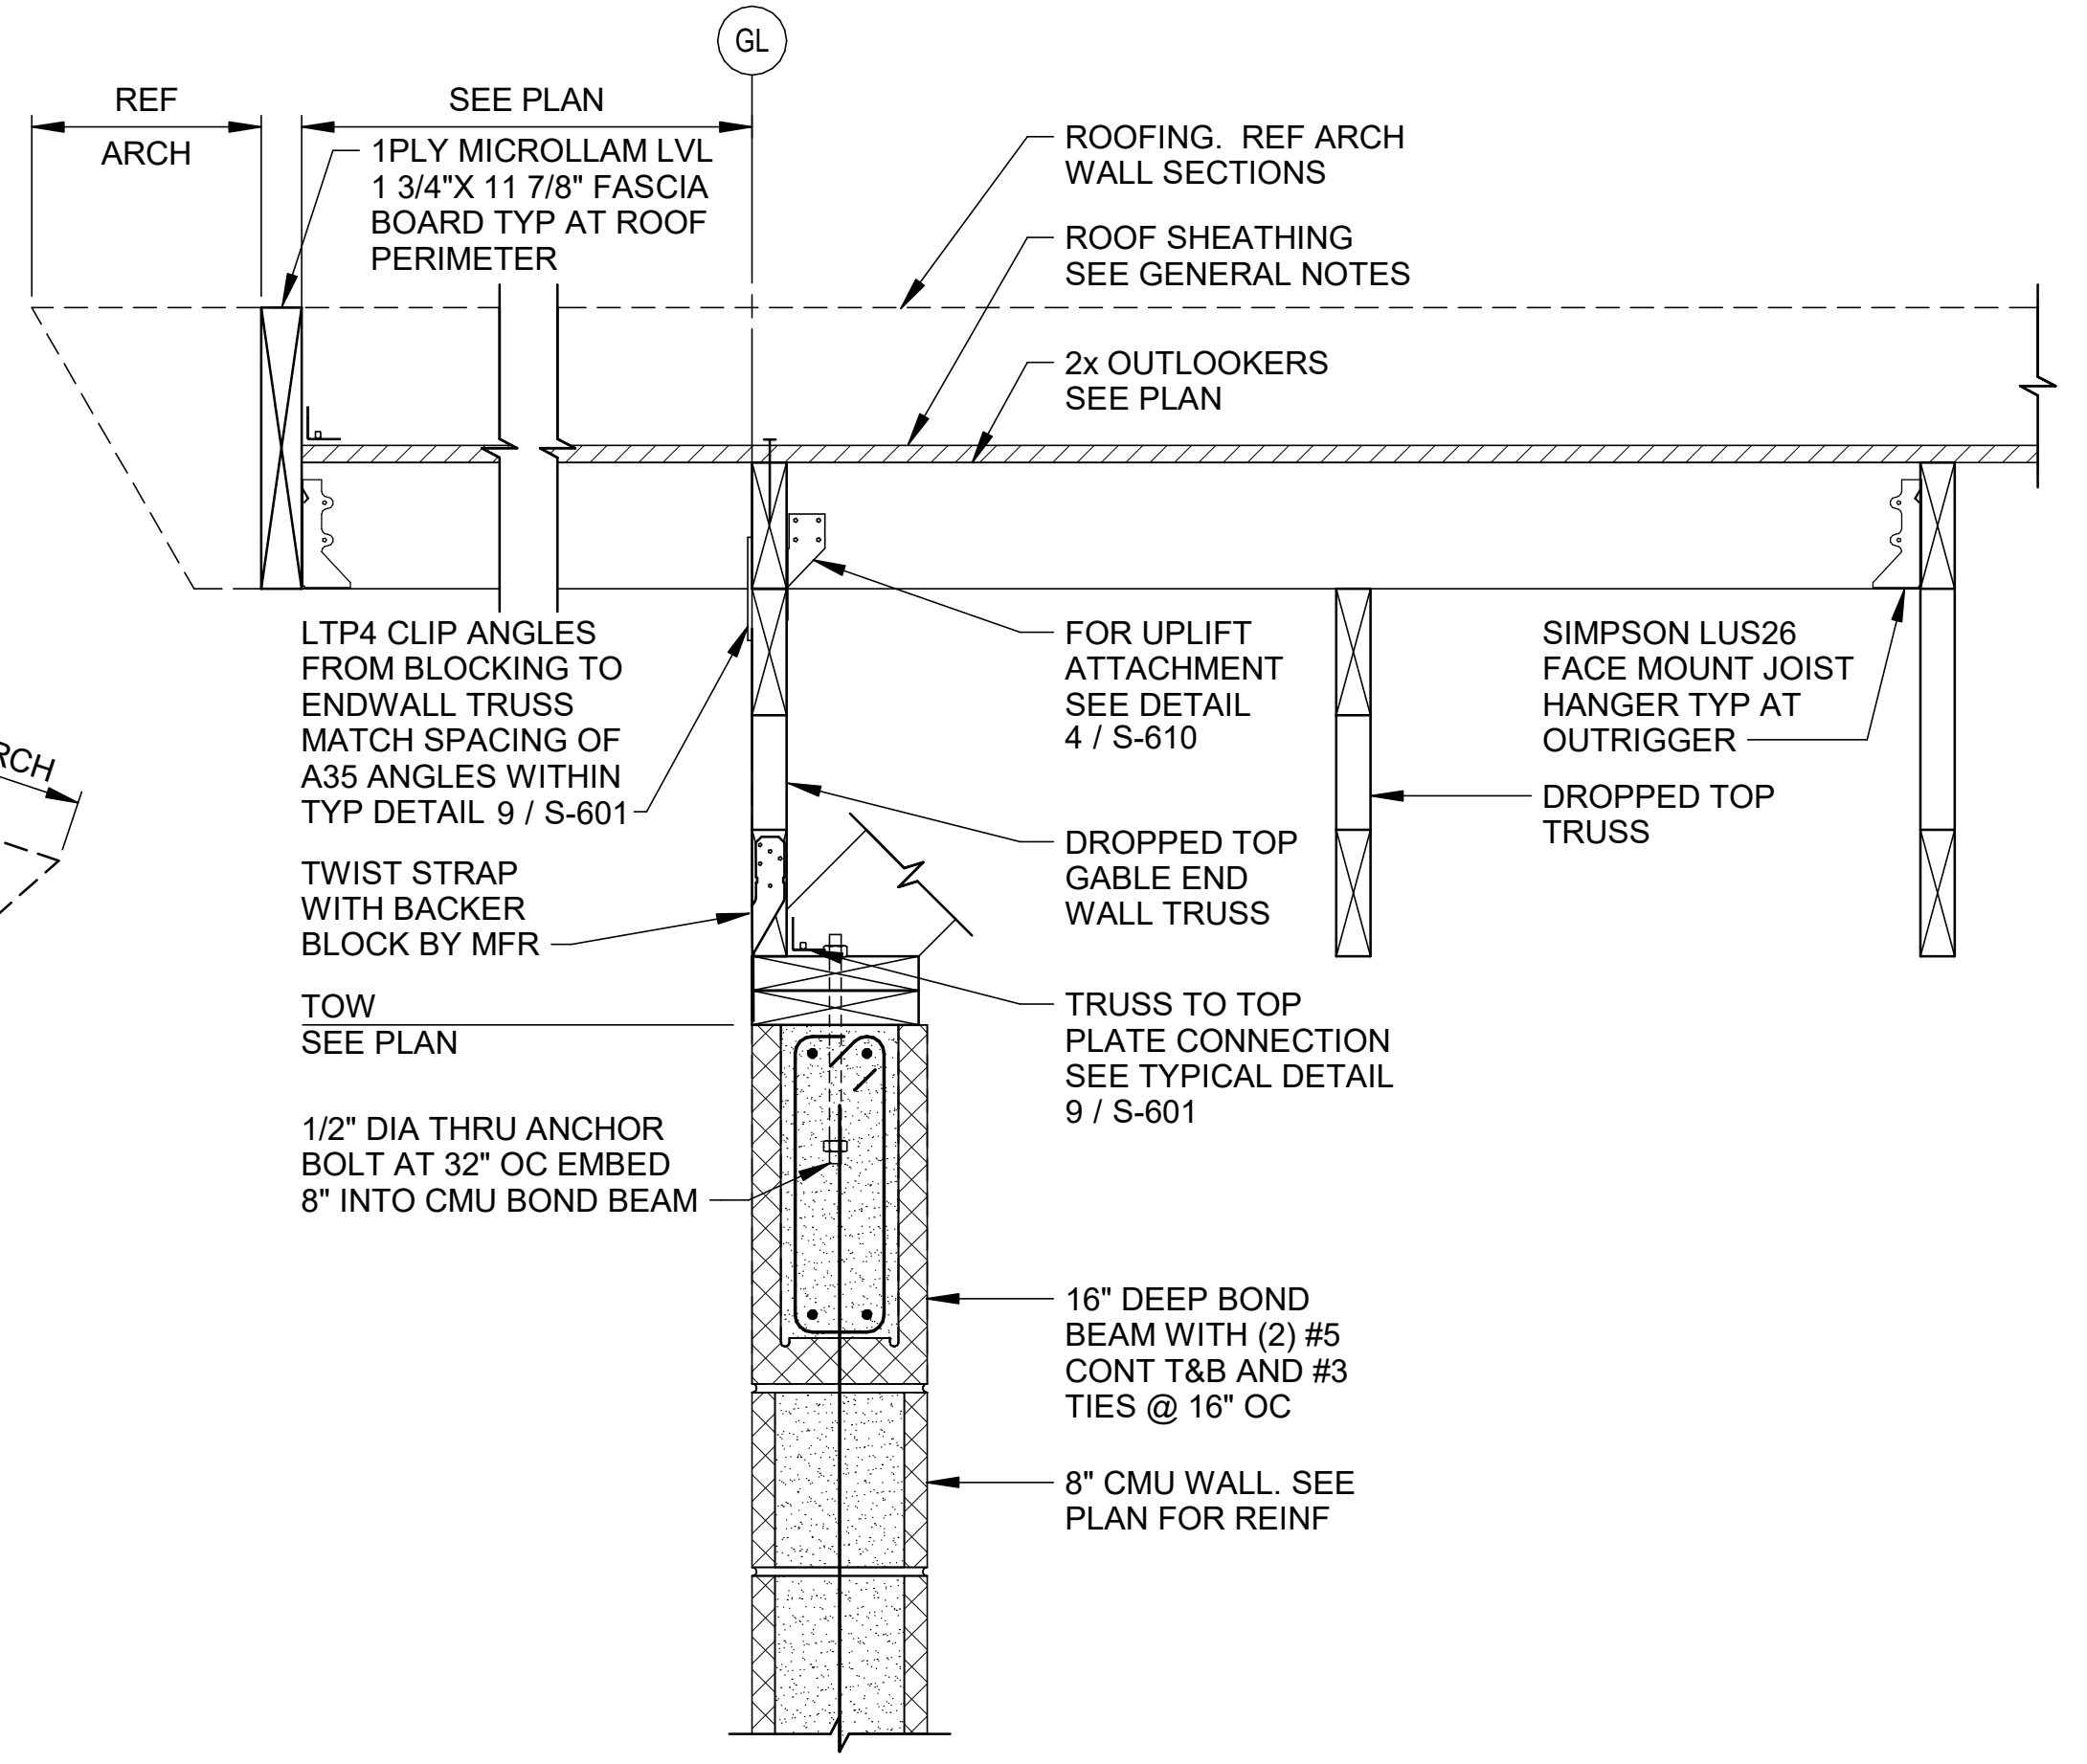 GL
REF
ARCH
SEE PLAN
1PLY MICROLLAM LVL
1 3/4"X 11 7/8" FASCIA
BOARD TYP AT ROOF
PERIMETER
ROOFING.  REF ARCH
WALL SECTIONS
ROOF SHEATHING
SEE GENERAL NOTES
2x OUTLOOKERS
SEE PLAN
LTP4 CLIP ANGLES
FROM BLOCKING TO
ENDWALL TRUSS
MATCH SPACING OF
A35 ANGLES WITHIN
TYP DETAIL 9 / S-601
FOR UPLIFT
ATTACHMENT
SEE DETAIL
4 / S-610
SIMPSON LUS26
FACE MOUNT JOIST
HANGER TYP AT
OUTRIGGER
DROPPED TOP
TRUSS
TWIST STRAP
WITH BACKER
BLOCK BY MFR
DROPPED TOP
GABLE END
WALL TRUSS
TOW
SEE PLAN
TRUSS TO TOP
PLATE CONNECTION
SEE TYPICAL DETAIL
9 / S-601
1/2" DIA THRU ANCHOR
BOLT AT 32" OC EMBED
8" INTO CMU BOND BEAM
16" DEEP BOND
BEAM WITH (2) #5
CONT T&B AND #3
TIES @ 16" OC
8" CMU WALL. SEE
PLAN FOR REINF